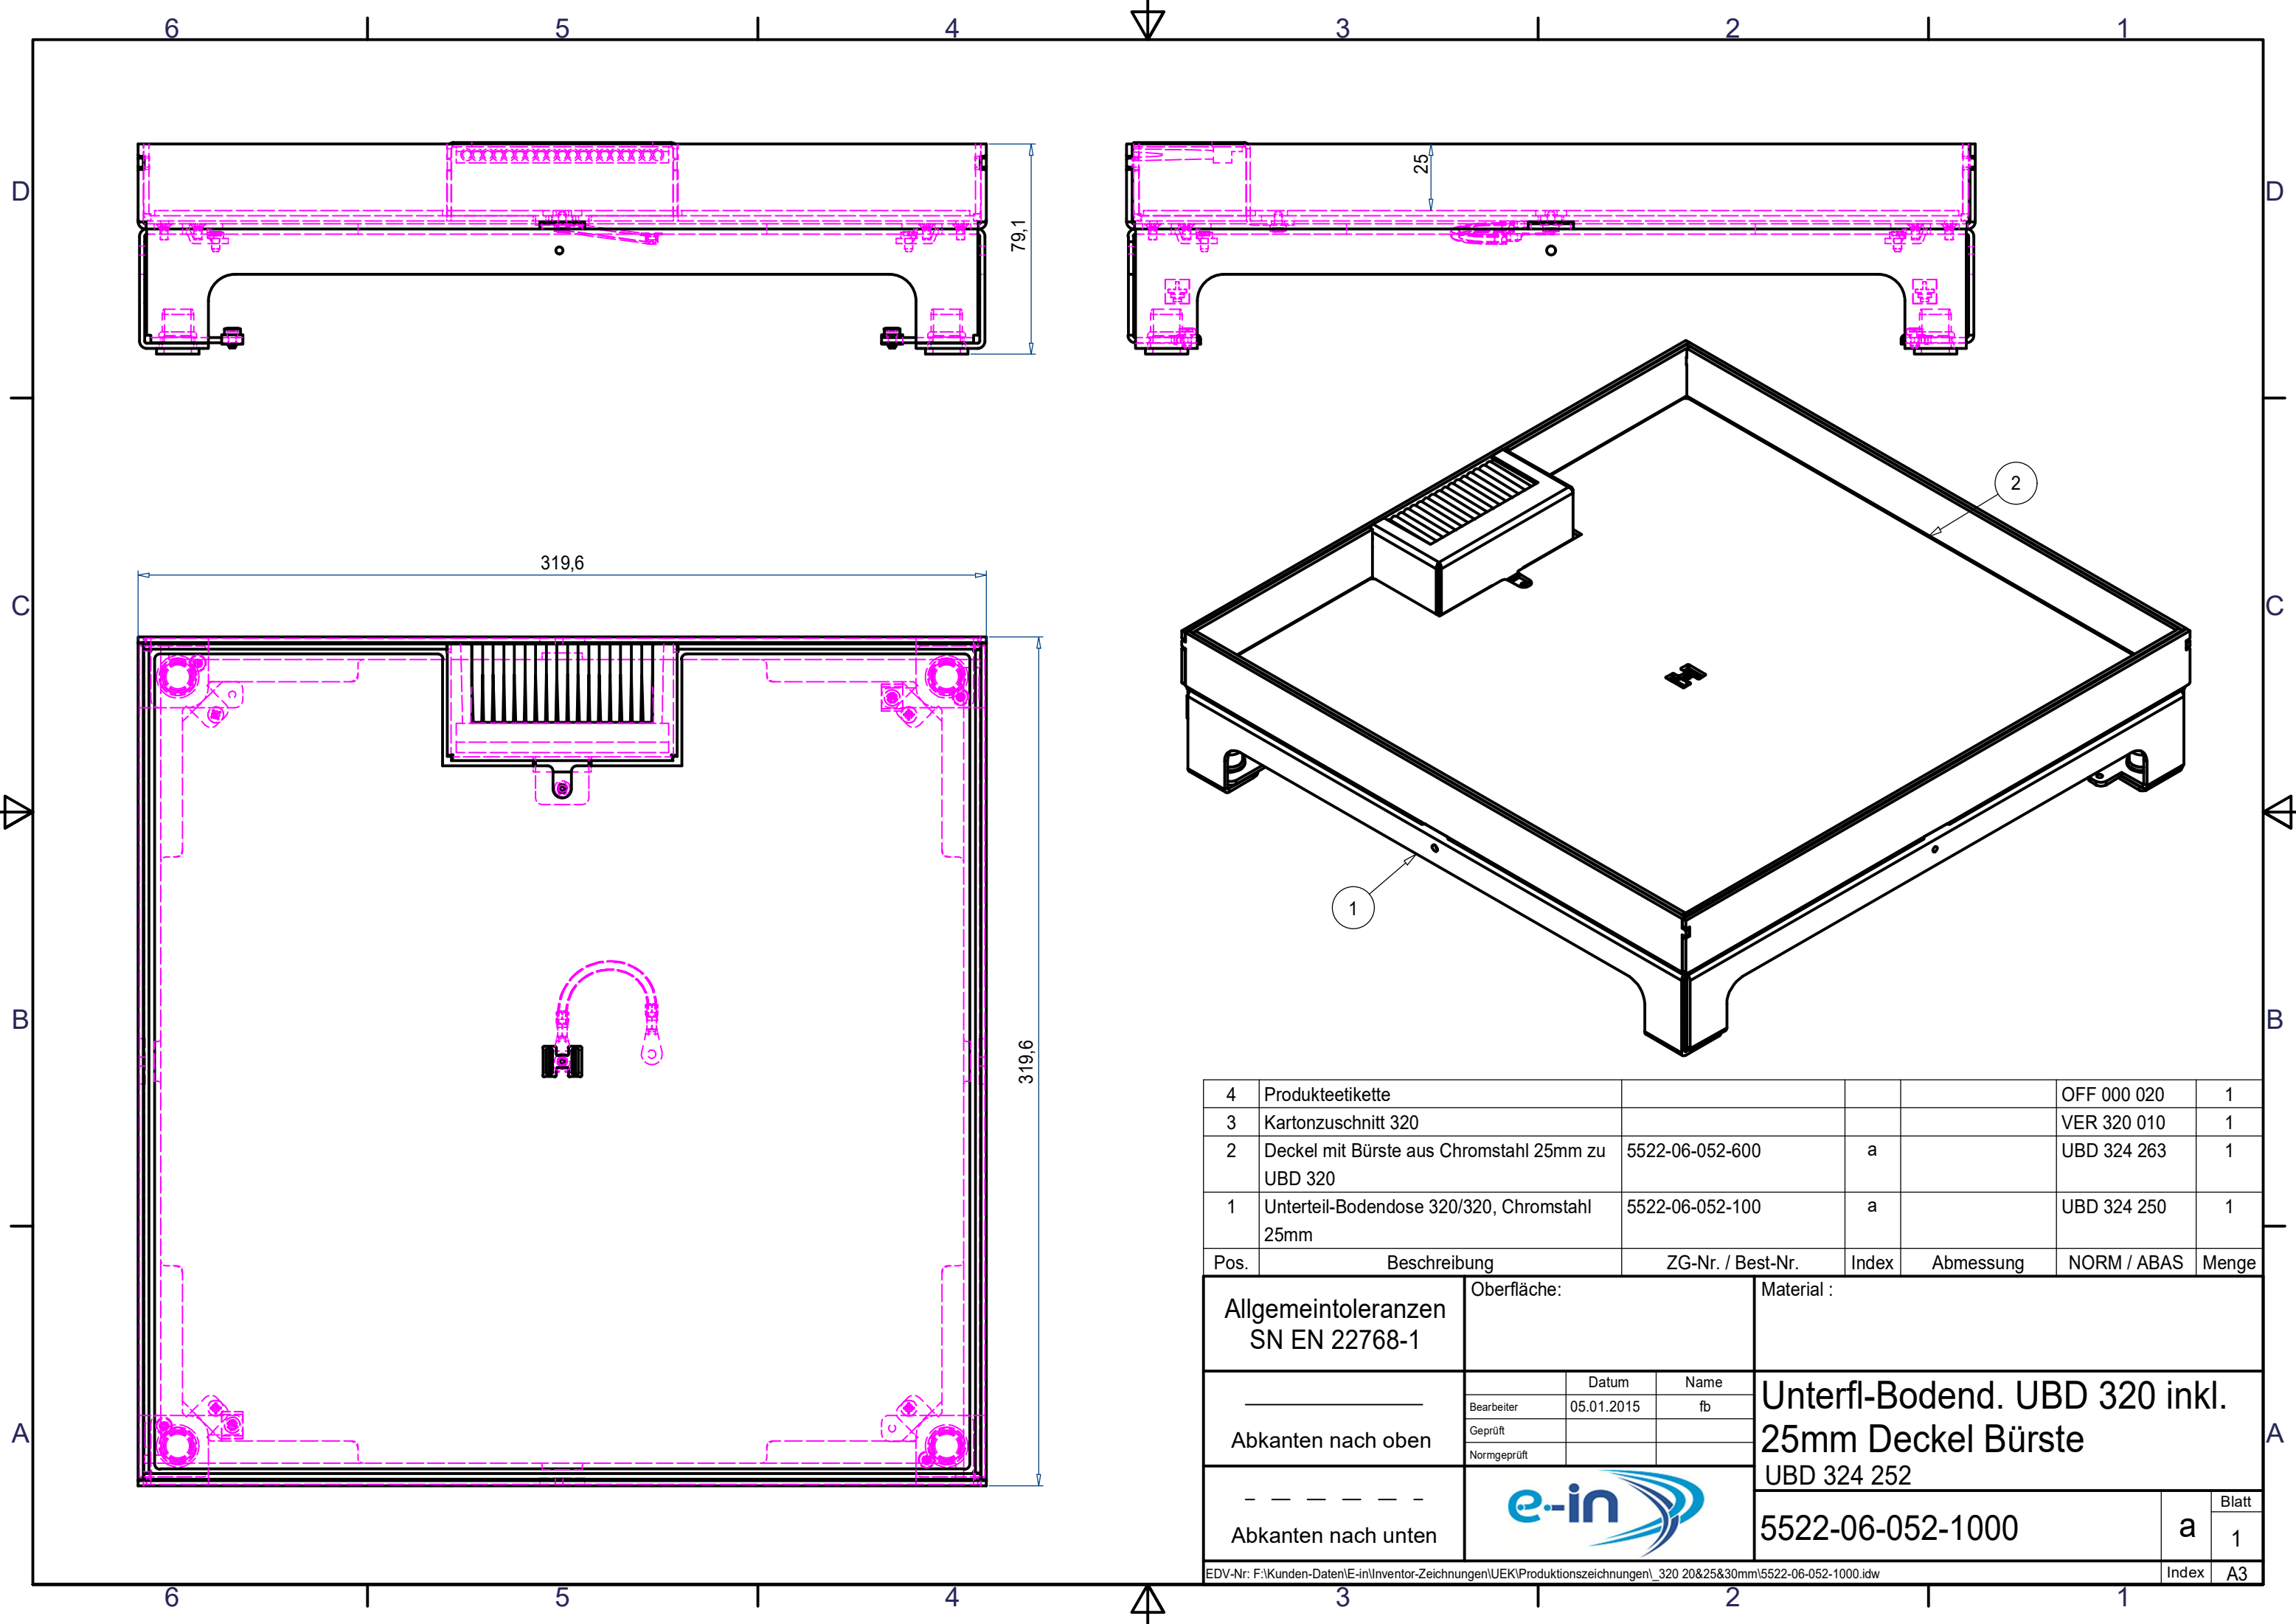 6 5 4 3 2 1
D D
25
79,1
2
319,6
C C
1
B B
319,6
4 Produkteetikette OFF 000 020 1
3 Kartonzuschnitt 320 VER 320 010 1
2 Deckel mit Bürste aus Chromstahl 25mm zu 5522-06-052-600 a UBD 324 263 1
UBD 320
1 Unterteil-Bodendose 320/320, Chromstahl 5522-06-052-100 a UBD 324 250 1
25mm
Pos. Beschreibung ZG-Nr. / Best-Nr. Index Abmessung NORM / ABAS Menge
Allgemeintoleranzen
SN EN 22768-1
Oberfläche:
Material :
Abkanten nach oben
Abkanten nach unten
Datum Name
Bearbeiter 05.01.2015 fb
Geprüft
Normgeprüft
e-in
Unterfl-Bodend. UBD 320 inkl.
25mm Deckel Bürste
UBD 324 252
5522-06-052-1000
a
Blatt
1
Index A3
EDV-Nr: F:\Kunden-Daten\E-in\Inventor-Zeichnungen\UEK\Produktionszeichnungen\_320 20&25&30mm\5522-06-052-1000.idw
A A
6 5 4 3 2 1